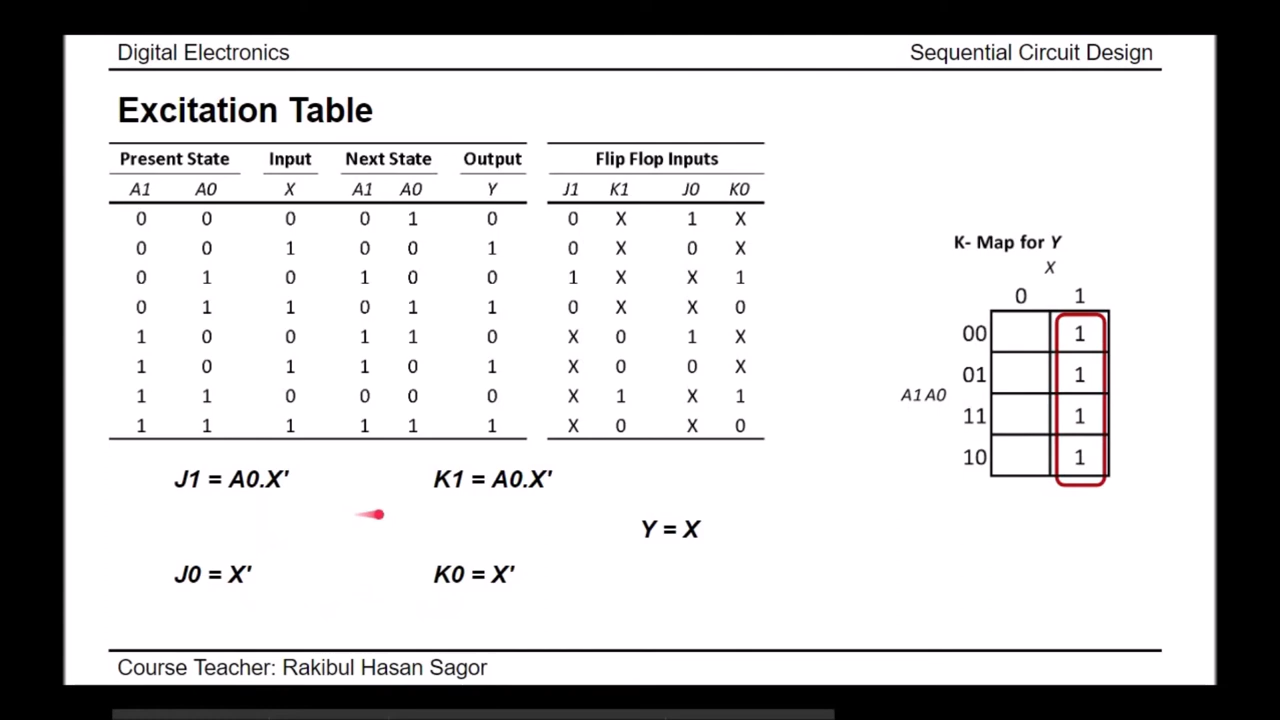 Digital Electronics Sequential Circuit Design
Excitation Table
Present State Input Next State Output Flip Flop Inputs
A1 A0 X A1 A0 Y J1 K1 J0 K0
0 0 0 0 1 0 0 X 1 X
0 0 1 0 0 1 0 X 0 X
0 1 0 1 0 0 1 X X 1
0 1 1 0 1 1 0 X X 0
1 0 0 1 1 0 X 0 1 X
1 0 1 1 0 1 X 0 0 X
1 1 0 0 0 0 X 1 X 1
1 1 1 1 1 1 X 0 X 0
K- Map for Y
X
0 1
00 1
01 1
A1 A0
11 1
10 1
J1 = A0.X' K1 = A0.X'
Y = X
J0 = X' K0 = X'
Course Teacher: Rakibul Hasan Sagor